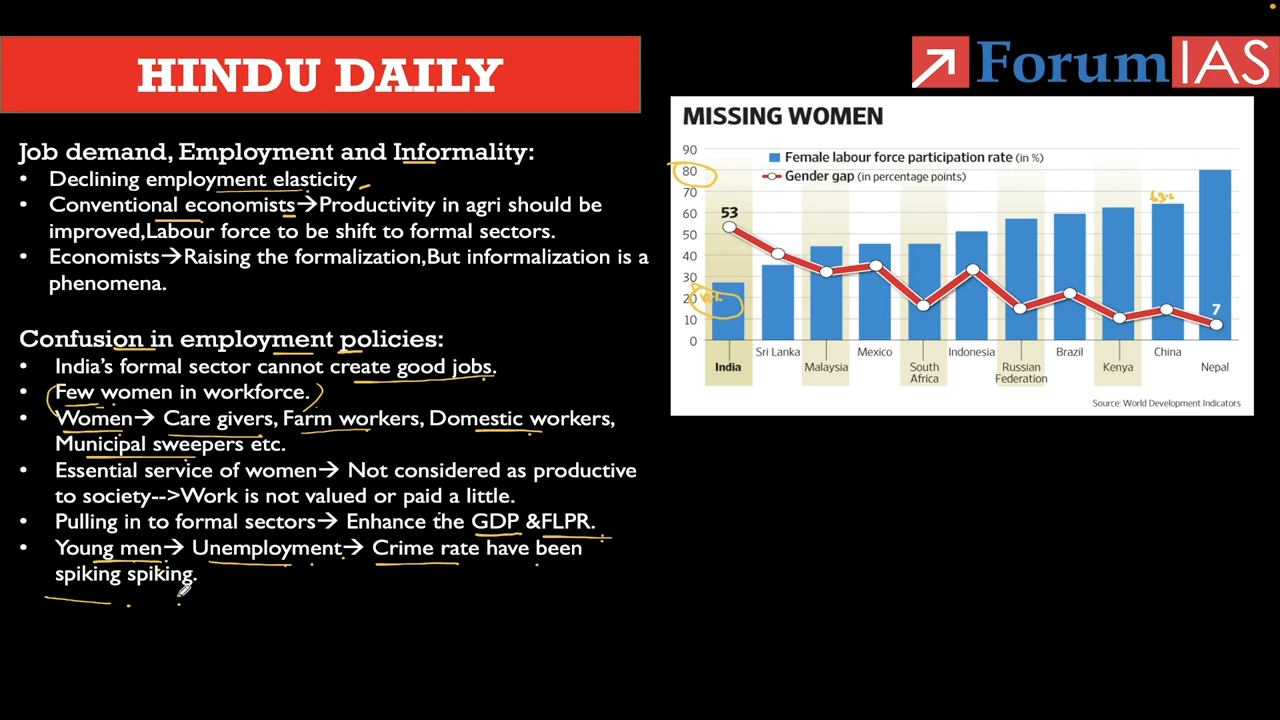 HINDU DAILY
ForumIAS
Job demand, Employment and Informality:
• Declining employment elasticity
• Conventional economists→Productivity in agri should be
improved,Labour force to be shift to formal sectors.
• Economists→Raising the formalization,But informalization is a
phenomena.
Confusion in employment policies:
• India's formal sector cannot create good jobs.
• Few women in workforce.
• Women→ Care givers, Farm workers, Domestic workers,
Municipal sweepers etc.
• Essential service of women→ Not considered as productive
to society-->Work is not valued or paid a little.
• Pulling in to formal sectors→ Enhance the GDP &FLPR.
• Young men→ Unemployment→ Crime rate have been
spiking spiking.
MISSING WOMEN
Female labour force participation rate (in %)
Gender gap (in percentage points)
90
80
70
60
50
40
30
20
10
0
53
7
India
Sri Lanka
Malaysia
Mexico
South
Africa
Indonesia
Russian
Federation
Brazil
Kenya
China
Nepal
Source: World Development Indicators